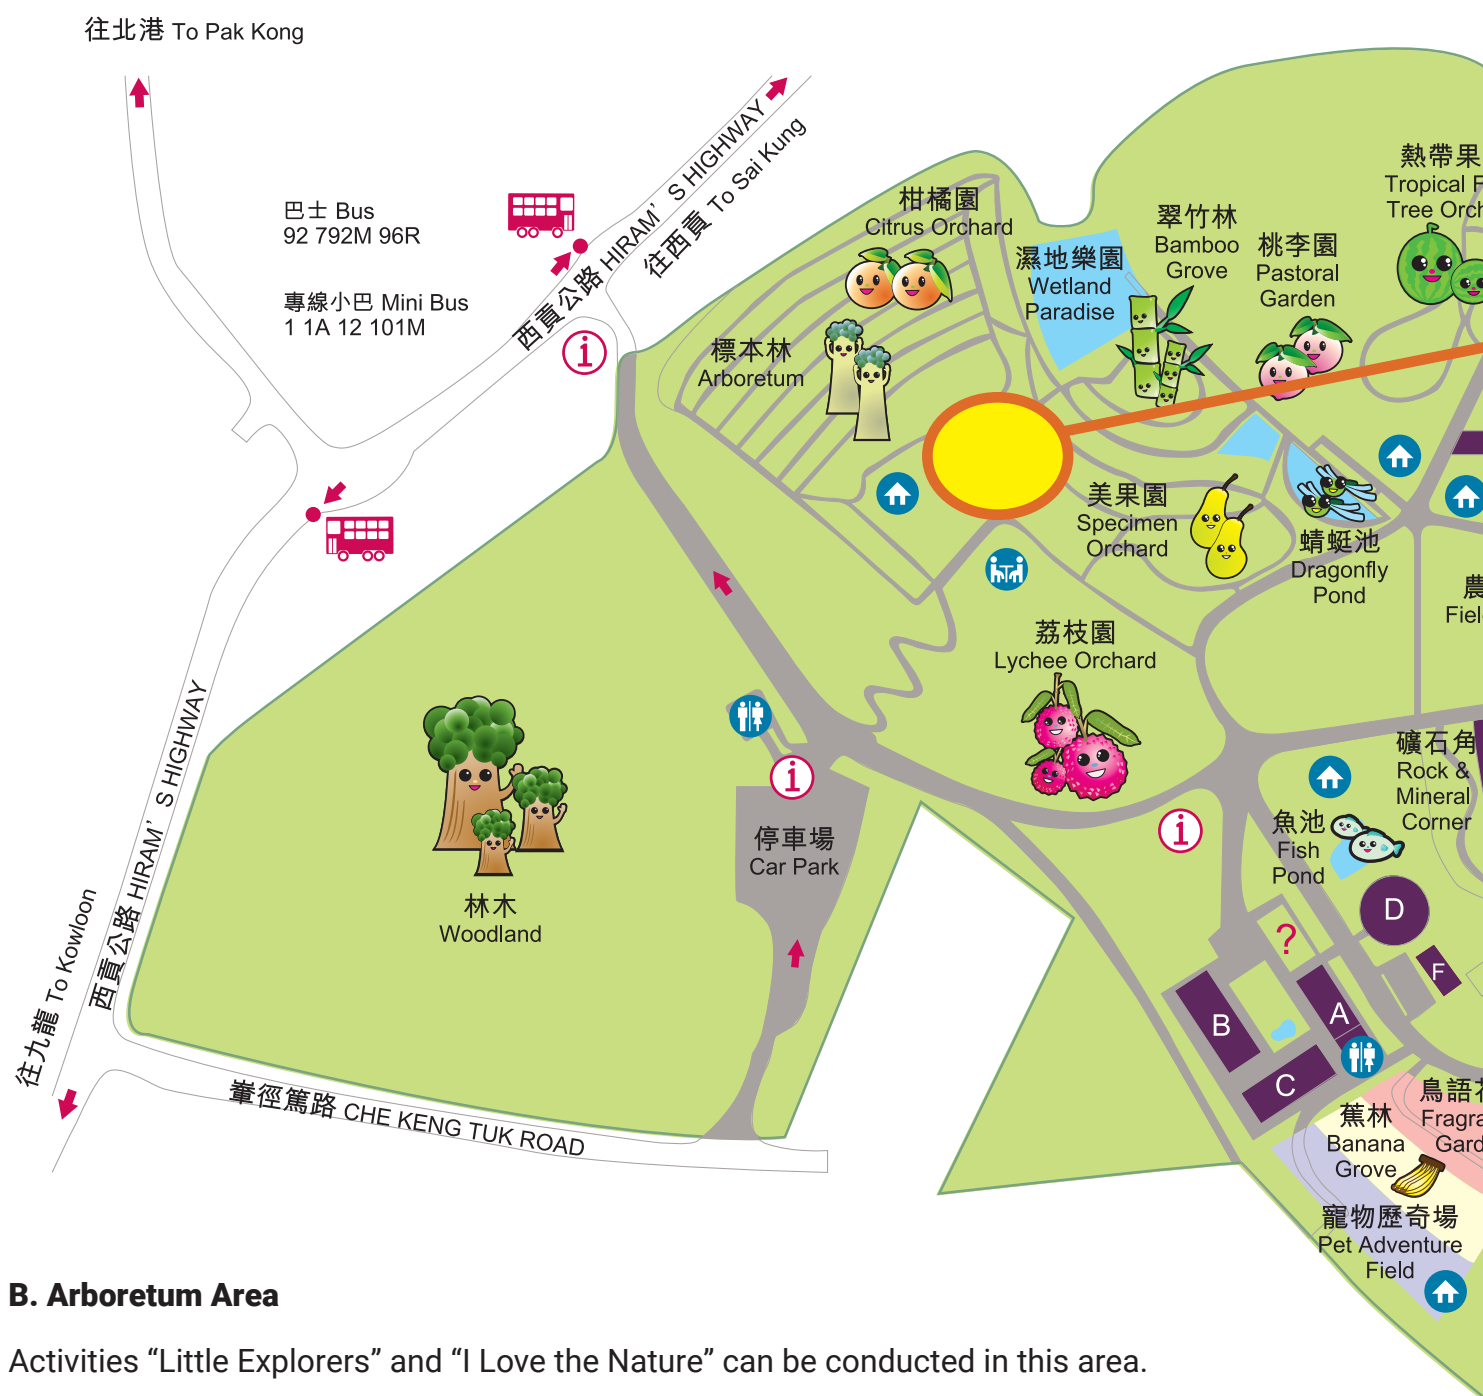 往北港 To Pak Kong
巴士 Bus
92 792M 96R
專線小巴 Mini Bus
1 1A 12 101M
西貢公路 HIRAM’S HIGHWAY
往西貢 To Sai Kung
柑橘園
Citrus Orchard
濕地樂園
Wetland
Paradise
翠竹林
Bamboo
Grove
桃李園
Pastoral
Garden
熱帶果
Tropical
Tree
標本林
Arboretum
美果園
Specimen
Orchard
蜻蜓池
Dragonfly
Pond
農
荔枝園
Lychee Orchard
礦石角
Rock &
Mineral
Corner
魚池
Fish
Pond
停車場
Car Park
林木
Woodland
西貢公路 HIRAM’S HIGHWAY
往九龍 To Kowloon
D
?
F
B
A
C
輋徑篤路 CHE KENG TUK ROAD
鳥語
蕉林
Banana
Grove
寵物歷奇場
Pet Adventure
Field
B. Arboretum Area
Activities “Little Explorers” and “I Love the Nature” can be conducted in this area.